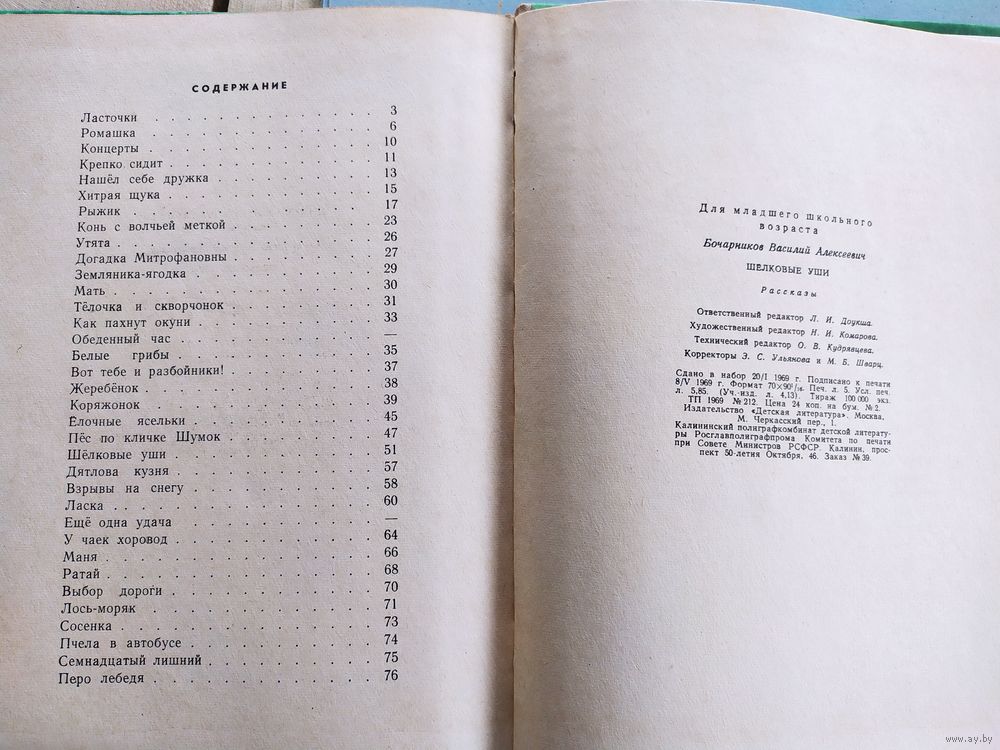 СОДЕРЖАНИЕ
Ласточки . . . . . . . . . . . . 3
Ромашка . . . . . . . . . . . . 6
Концерты . . . . . . . . . . . . 10
Крепко сидит . . . . . . . . . . . 11
Нашёл себе дружка . . . . . . . . . 13
Хитрая щука . . . . . . . . . . . 15
Рыжик . . . . . . . . . . . . . 17
Конь с волчьей меткой . . . . . . . . 23
Утята . . . . . . . . . . . . . 26
Догадка Митрофановны . . . . . . . . 27
Земляника-ягодка . . . . . . . . . . 29
Мать . . . . . . . . . . . . . 30
Тёлочка и скворчонок . . . . . . . . 31
Как пахнут окуни . . . . . . . . . . 33
Обеденный час . . . . . . . . . . . —
Белые грибы . . . . . . . . . . . 35
Вот тебе и разбойники! . . . . . . . . 37
Жеребёнок . . . . . . . . . . . . 38
Коряжонок . . . . . . . . . . . . 39
Ёлочные ясельки . . . . . . . . . . 45
Пёс по кличке Шумок . . . . . . . . 47
Шёлковые уши . . . . . . . . . . . 51
Дятлова кузня . . . . . . . . . . . 57
Взрывы на снегу . . . . . . . . . . 58
Ласка . . . . . . . . . . . . . 60
Ещё одна удача . . . . . . . . . . —
У чаек хоровод . . . . . . . . . . 64
Маня . . . . . . . . . . . . . 66
Ратай . . . . . . . . . . . . . 68
Выбор дороги . . . . . . . . . . . 70
Лось-моряк . . . . . . . . . . . . 71
Сосенка . . . . . . . . . . . . . 73
Пчела в автобусе . . . . . . . . . . 74
Семнадцатый лишний . . . . . . . . . 75
Перо лебедя . . . . . . . . . . . 76
Для младшего школьного
возраста
Бочарников Василий Алексеевич
ШЕЛКОВЫЕ УШИ
Рассказы
Ответственный редактор Л. И. Доукша.
Художественный редактор Н. И. Комарова.
Технический редактор О. В. Кудрявцева.
Корректоры Э. С. Ульянова и М. Б. Шварц.
Сдано в набор 20/I 1969 г. Подписано к печати
8/V 1969 г. Формат 70×90¹/₁₆. Печ. л. 5. Усл. печ.
л. 5,85. (Уч.-изд. л. 4,13). Тираж 100 000 экз.
ТП 1969 № 212. Цена 24 коп. на бум. № 2.
Издательство «Детская литература». Москва,
М. Черкасский пер., 1.
Калининский полиграфкомбинат детской литерату-
ры Росглавполиграфпрома Комитета по печати
при Совете Министров РСФСР. Калинин, прос-
пект 50-летия Октября, 46. Заказ № 39.
www.ay.by